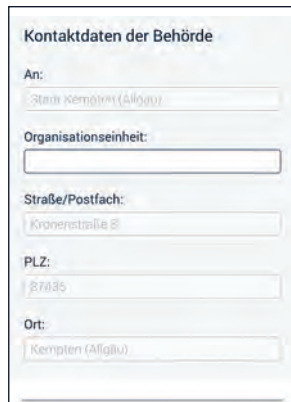 Kontaktdaten der Behörde
An:
Stadt Kempten (Allgäu)
Organisationseinheit:
Straße/Postfach:
Kronenstraße 8
PLZ:
87435
Ort:
Kempten (Allgäu)